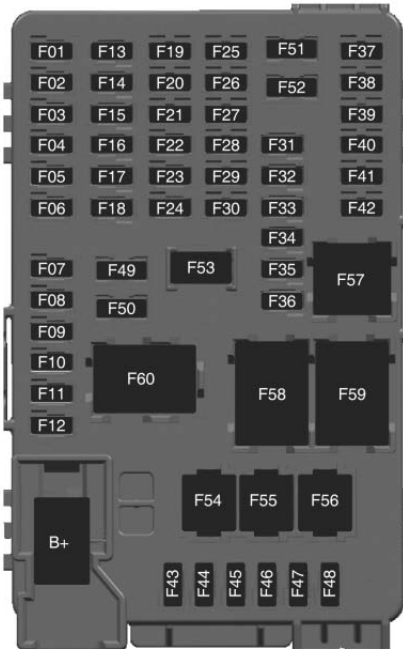 F01 F13 F19 F25 F51 F37
F02 F14 F20 F26 F52 F38
F03 F15 F21 F27 F39
F04 F16 F22 F28 F31 F40
F05 F17 F23 F29 F32 F41
F06 F18 F24 F30 F33 F42
F34
F07 F49 F53 F35 F57
F08 F50 F36
F09
F10 F60 F58 F59
F11
F12
F54 F55 F56
B+
F43 F44 F45 F46 F47 F48